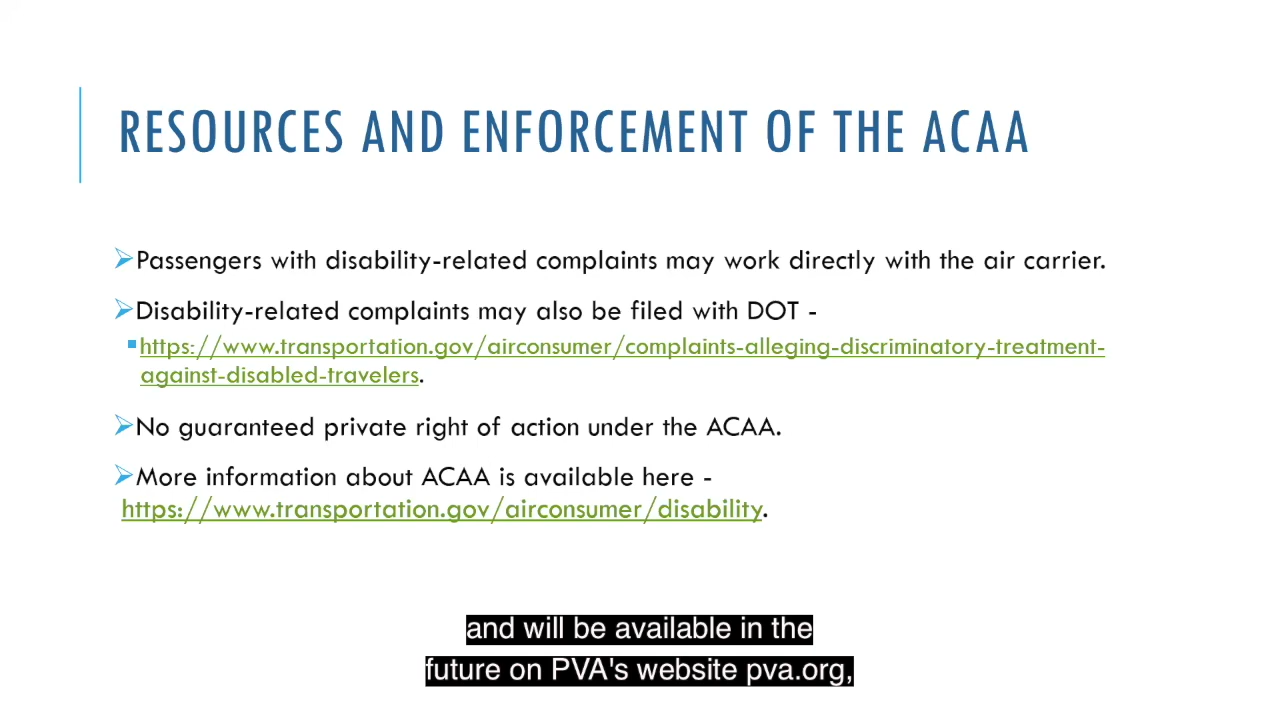 RESOURCES AND ENFORCEMENT OF THE ACAA
Passengers with disability-related complaints may work directly with the air carrier.
Disability-related complaints may also be filed with DOT -
https://www.transportation.gov/airconsumer/complaints-alleging-discriminatory-treatment-
against-disabled-travelers.
No guaranteed private right of action under the ACAA.
More information about ACAA is available here -
https://www.transportation.gov/airconsumer/disability.
and will be available in the
future on PVA's website pva.org,